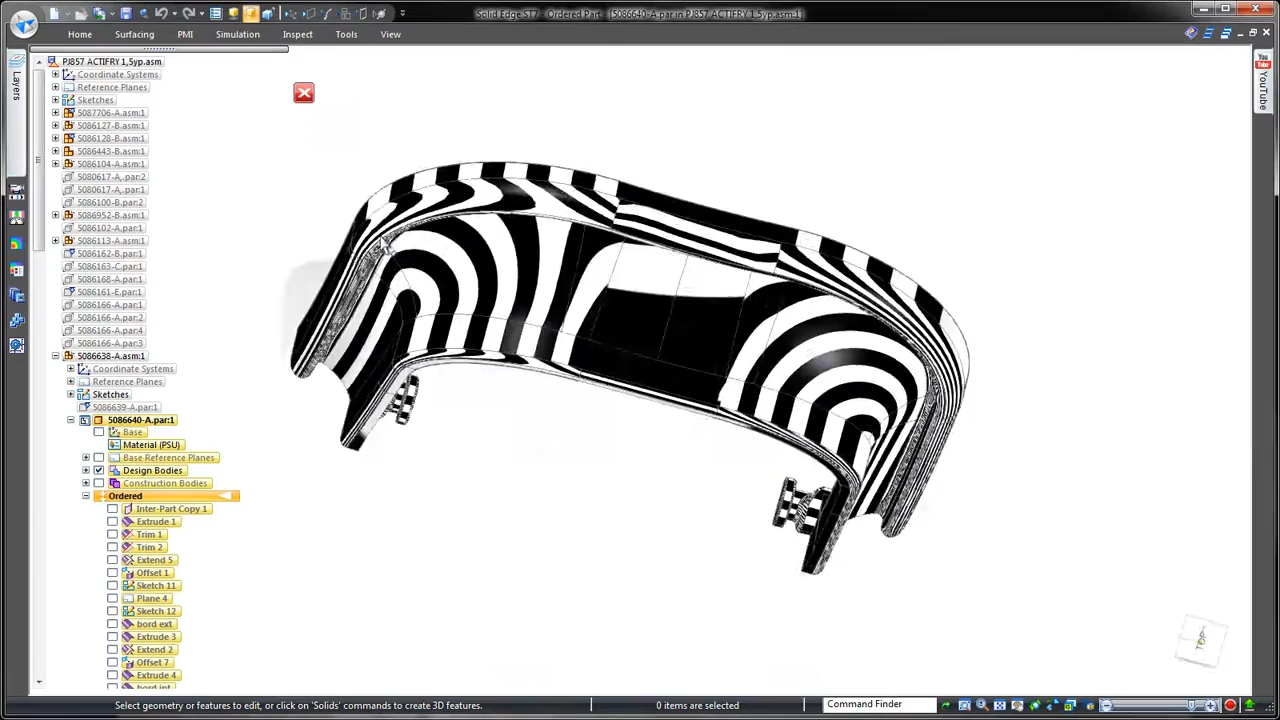 Solid Edge ST7 - Ordered Part - [5086640-A.par in PJ857 ACTIFRY 1,5yp.asm:1]
Home Surfacing PMI Simulation Inspect Tools View
Layers
YouTube
PJ857 ACTIFRY 1,5yp.asm
Coordinate Systems
Reference Planes
Sketches
5087706-A.asm:1
5086127-B.asm:1
5086128-B.asm:1
5086443-B.asm:1
5086104-A.asm:1
5080617-A,.par:2
5080617-A,.par:1
5086100-B.par:2
5086952-B.asm:1
5086102-A.par:1
5086113-A.asm:1
5086162-B.par:1
5086163-C.par:1
5086168-A.par:1
5086161-E.par:1
5086166-A.par:1
5086166-A.par:2
5086166-A.par:4
5086166-A.par:3
5086638-A.asm:1
Coordinate Systems
Reference Planes
Sketches
5086639-A.par:1
5086640-A.par:1
Base
Material (PSU)
Base Reference Planes
Design Bodies
Construction Bodies
Ordered
Inter-Part Copy 1
Extrude 1
Trim 1
Trim 2
Extend 5
Offset 1
Sketch 11
Plane 4
Sketch 12
bord ext
Extrude 3
Extend 2
Offset 7
Extrude 4
bord int
TOP
Select geometry or features to edit, or click on 'Solids' commands to create 3D features.
0 items are selected
Command Finder